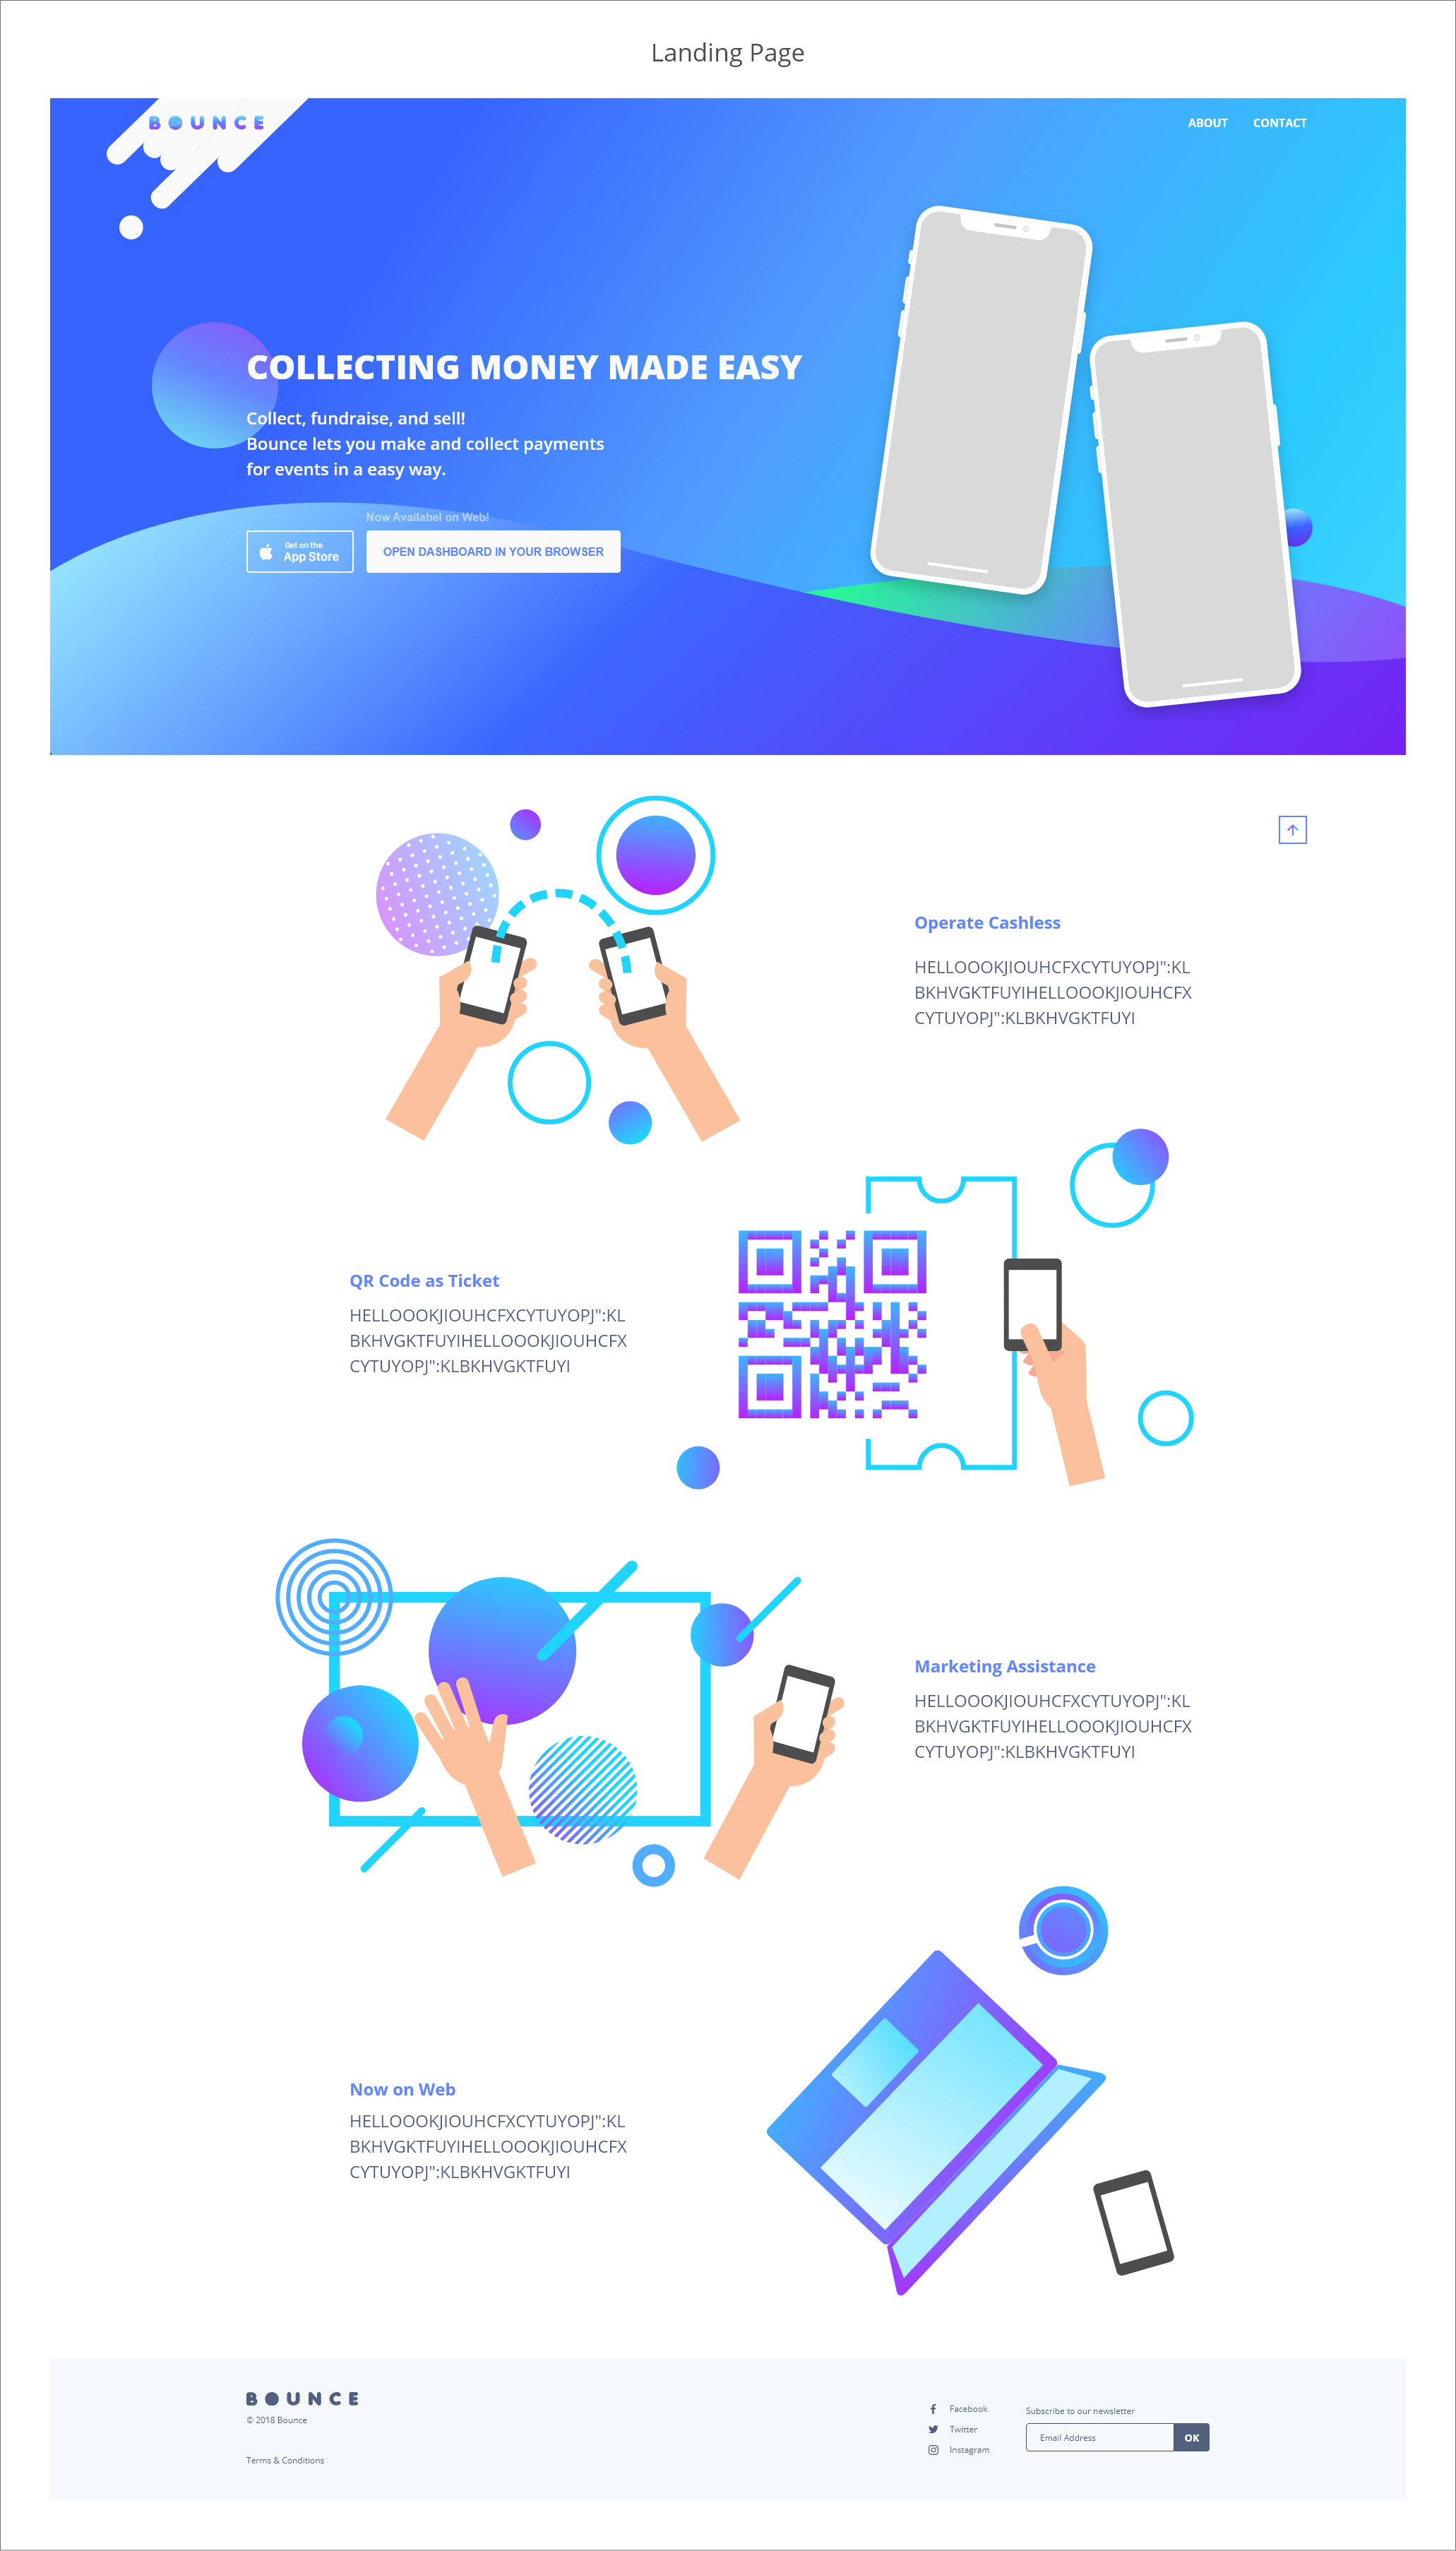 Landing Page
BOUNCE
ABOUT CONTACT
COLLECTING MONEY MADE EASY
Collect, fundraise, and sell!
Bounce lets you make and collect payments
for events in a easy way.
Now Availabel on Web!
Get on the
App Store
OPEN DASHBOARD IN YOUR BROWSER
Operate Cashless
HELLOOOKJIOUHCFXCYTUYOPJ":KL
BKHVGKTFUYIHELLOOOKJIOUHCFX
CYTUYOPJ":KLBKHVGKTFUYI
QR Code as Ticket
HELLOOOKJIOUHCFXCYTUYOPJ":KL
BKHVGKTFUYIHELLOOOKJIOUHCFX
CYTUYOPJ":KLBKHVGKTFUYI
Marketing Assistance
HELLOOOKJIOUHCFXCYTUYOPJ":KL
BKHVGKTFUYIHELLOOOKJIOUHCFX
CYTUYOPJ":KLBKHVGKTFUYI
Now on Web
HELLOOOKJIOUHCFXCYTUYOPJ":KL
BKHVGKTFUYIHELLOOOKJIOUHCFX
CYTUYOPJ":KLBKHVGKTFUYI
BOUNCE
© 2018 Bounce
Terms & Conditions
Facebook
Twitter
Instagram
Subscribe to our newsletter
Email Address
OK